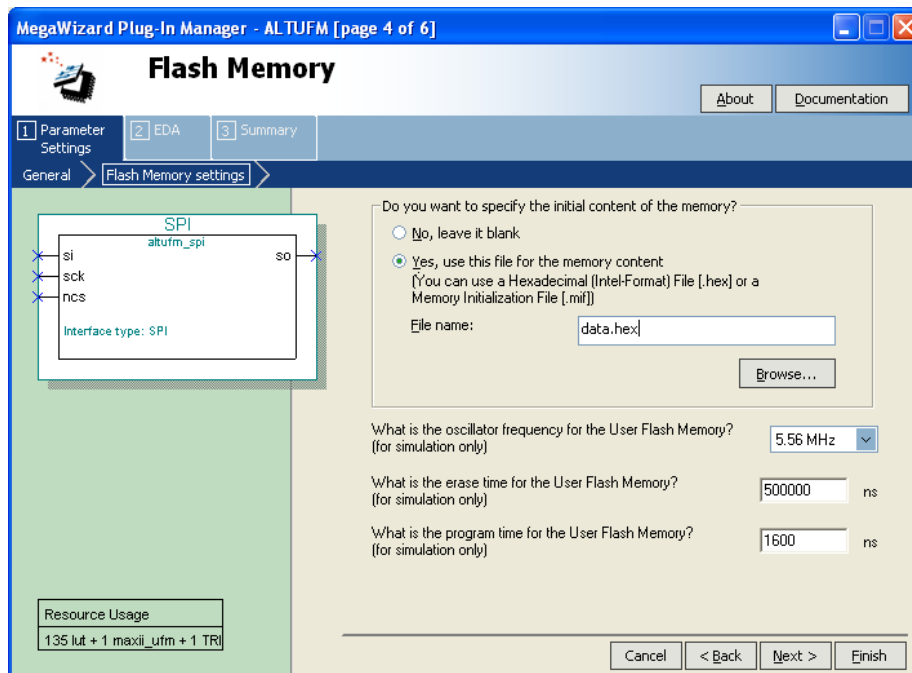 MegaWizard Plug-In Manager - ALTUFM [page 4 of 6]
Flash Memory
About
Documentation
1 Parameter Settings
2 EDA
3 Summary
General
Flash Memory settings
SPI
altufm_spi
si
so
sck
ncs
Interface type: SPI
Do you want to specify the initial content of the memory?
No, leave it blank
Yes, use this file for the memory content
(You can use a Hexadecimal (Intel-Format) File [.hex] or a
Memory Initialization File [.mif])
File name:
data.hex
Browse...
What is the oscillator frequency for the User Flash Memory?
(for simulation only)
5.56 MHz
What is the erase time for the User Flash Memory?
(for simulation only)
500000 ns
What is the program time for the User Flash Memory?
(for simulation only)
1600 ns
Resource Usage
135 lut + 1 maxii_ufm + 1 TRI
Cancel
< Back
Next >
Finish